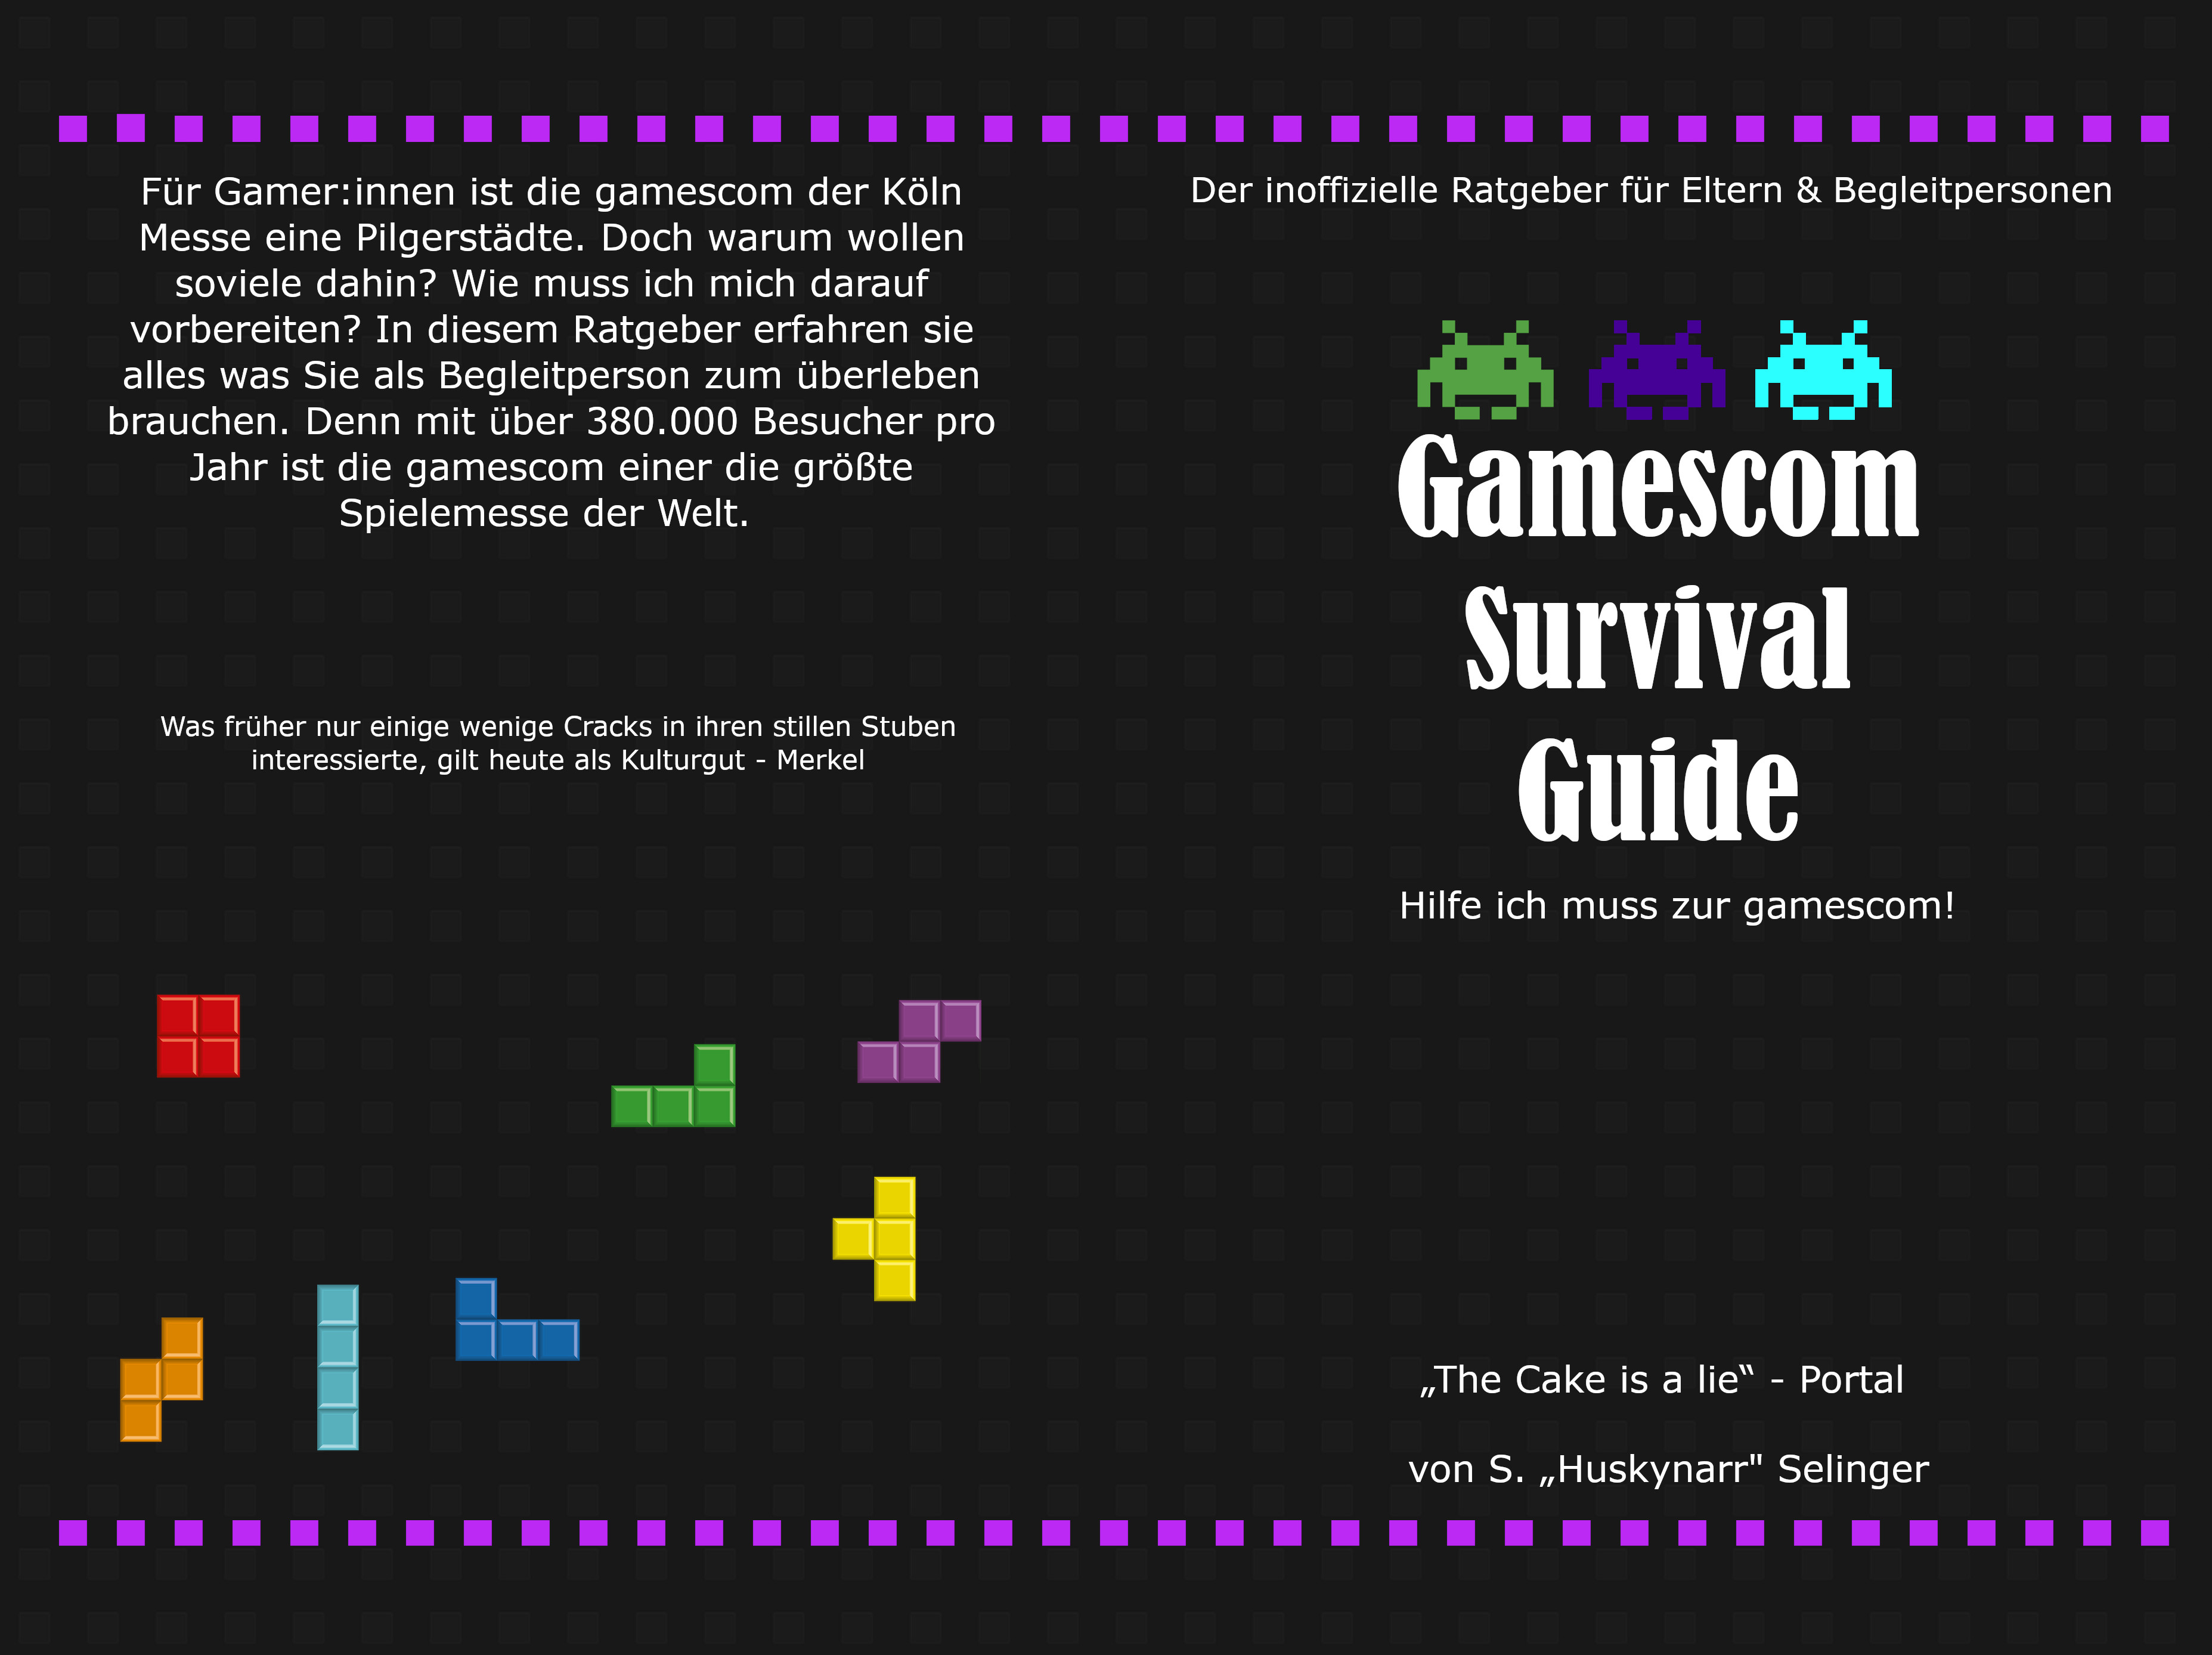 Für Gamer:innen ist die gamescom der Köln
Messe eine Pilgerstädte. Doch warum wollen
soviele dahin? Wie muss ich mich darauf
vorbereiten? In diesem Ratgeber erfahren sie
alles was Sie als Begleitperson zum überleben
brauchen. Denn mit über 380.000 Besucher pro
Jahr ist die gamescom einer die größte
Spielemesse der Welt.
Was früher nur einige wenige Cracks in ihren stillen Stuben
interessierte, gilt heute als Kulturgut - Merkel
Der inoffizielle Ratgeber für Eltern & Begleitpersonen
Gamescom
Survival
Guide
Hilfe ich muss zur gamescom!
„The Cake is a lie‟ - Portal
von S. „Huskynarr" Selinger